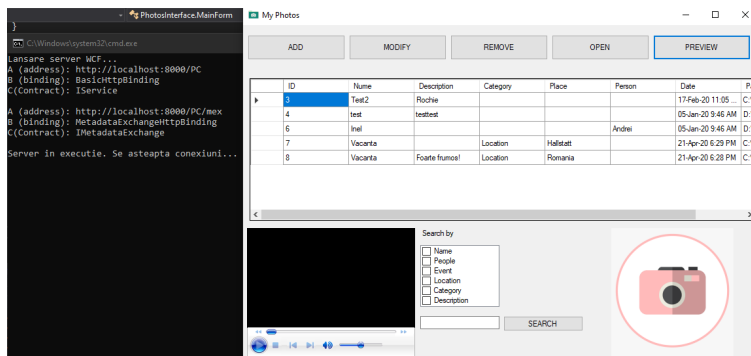 PhotosInterface.MainForm
}
C:\Windows\system32\cmd.exe
Lansare server WCF...
A (address): http://localhost:8000/PC
B (binding): BasicHttpBinding
C(Contract): IService
A (address): http://localhost:8000/PC/mex
B (binding): MetadataExchangeHttpBinding
C(Contract): IMetadataExchange
Server in executie. Se asteapta conexiuni...
My Photos
ADD MODIFY REMOVE OPEN PREVIEW
ID Nume Description Category Place Person Date
3 Test2 Rochie 17-Feb-20 11:05 ... C:
4 test testtest 05-Jan-20 9:46 AM D:
6 Inel Andrei 05-Jan-20 9:46 AM D:
7 Vacanta Location Hallstatt 21-Apr-20 6:29 PM C:
8 Vacanta Foarte frumos! Location Romania 21-Apr-20 6:28 PM C:
Search by
Name
People
Event
Location
Category
Description
SEARCH